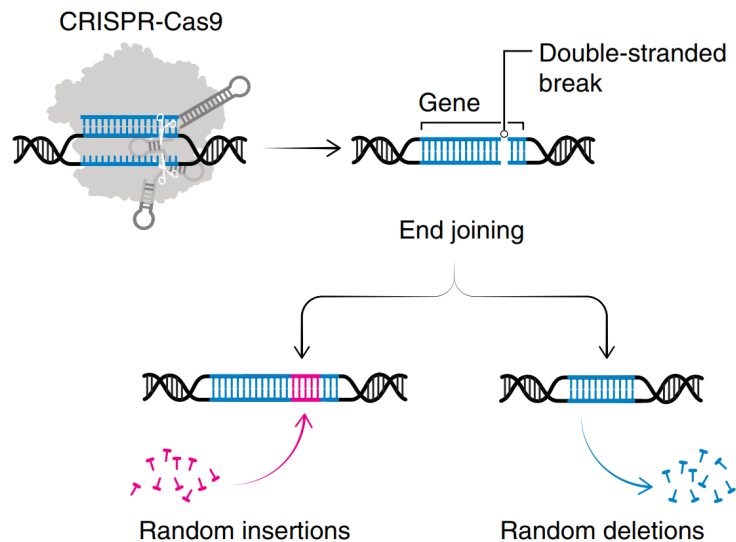 CRISPR-Cas9
Double-stranded
break
Gene
End joining
Random insertions
Random deletions